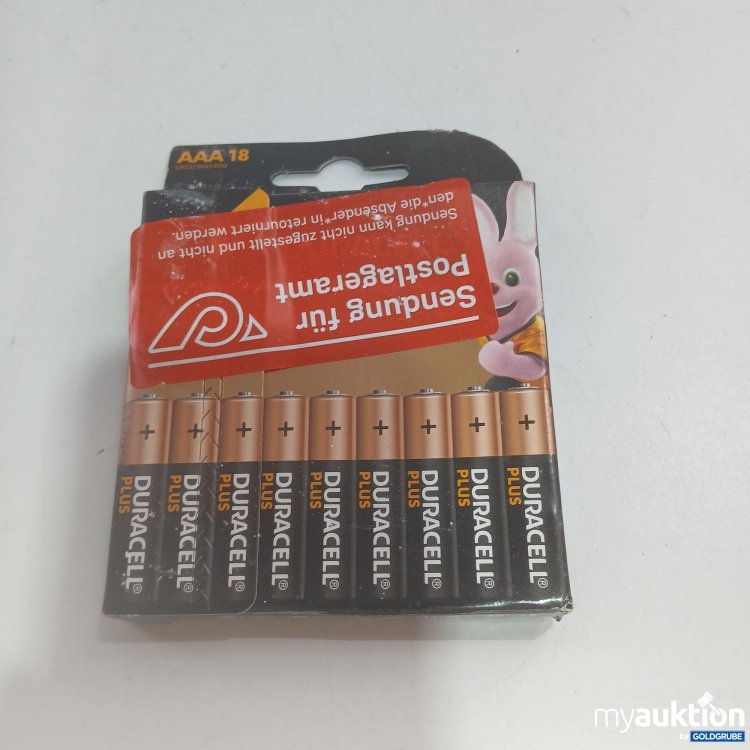 AAA 18
LR03/MN2400
Sendung für
Postlageramt
Sendung kann nicht zugestellt und nicht an
den*die Absender*in retourniert werden.
+ + + + + + + + +
DURACELL®
PLUS
DURACELL®
PLUS
DURACELL®
PLUS
DURACELL®
PLUS
DURACELL®
PLUS
DURACELL®
PLUS
DURACELL®
PLUS
DURACELL®
PLUS
DURACELL®
PLUS
myauktion
by GOLDGRUBE